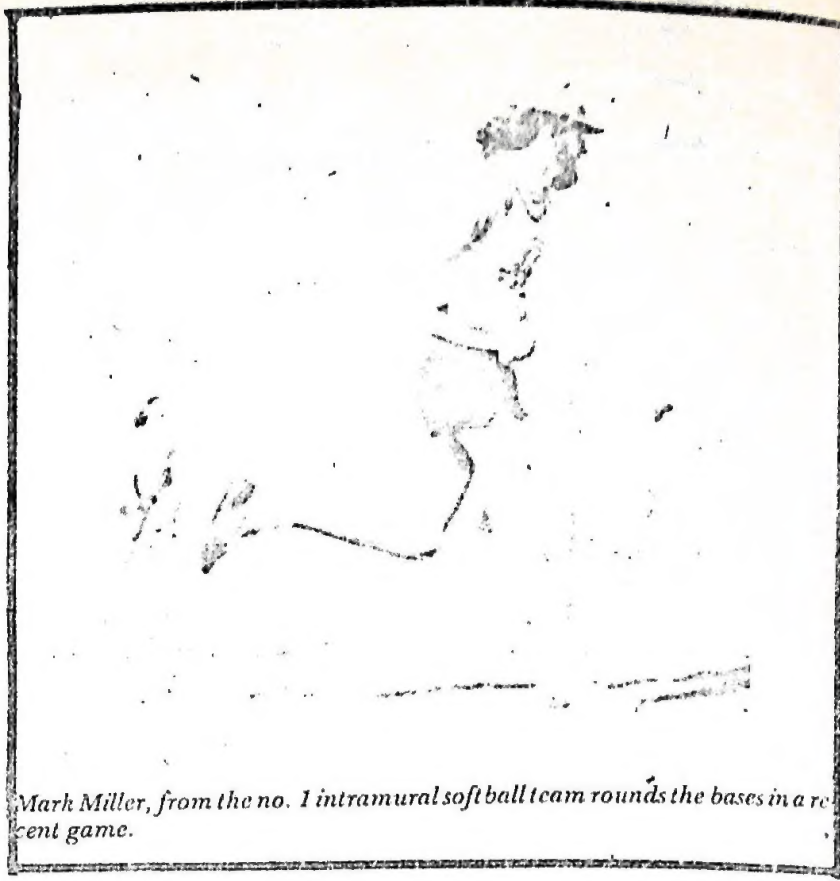 Mark Miller, from the no. 1 intramural softball team rounds the bases in a re-
cent game.